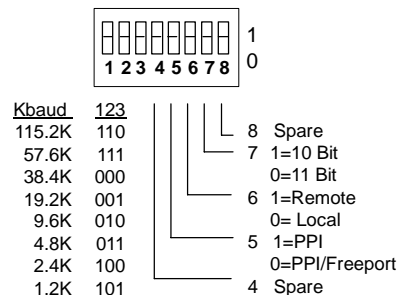 1
1 2 3 4 5 6 7 8 0
Kbaud 123
115.2K 110
57.6K 111
38.4K 000
19.2K 001
9.6K 010
4.8K 011
2.4K 100
1.2K 101
8 Spare
7 1=10 Bit
0=11 Bit
6 1=Remote
0= Local
5 1=PPI
0=PPI/Freeport
4 Spare